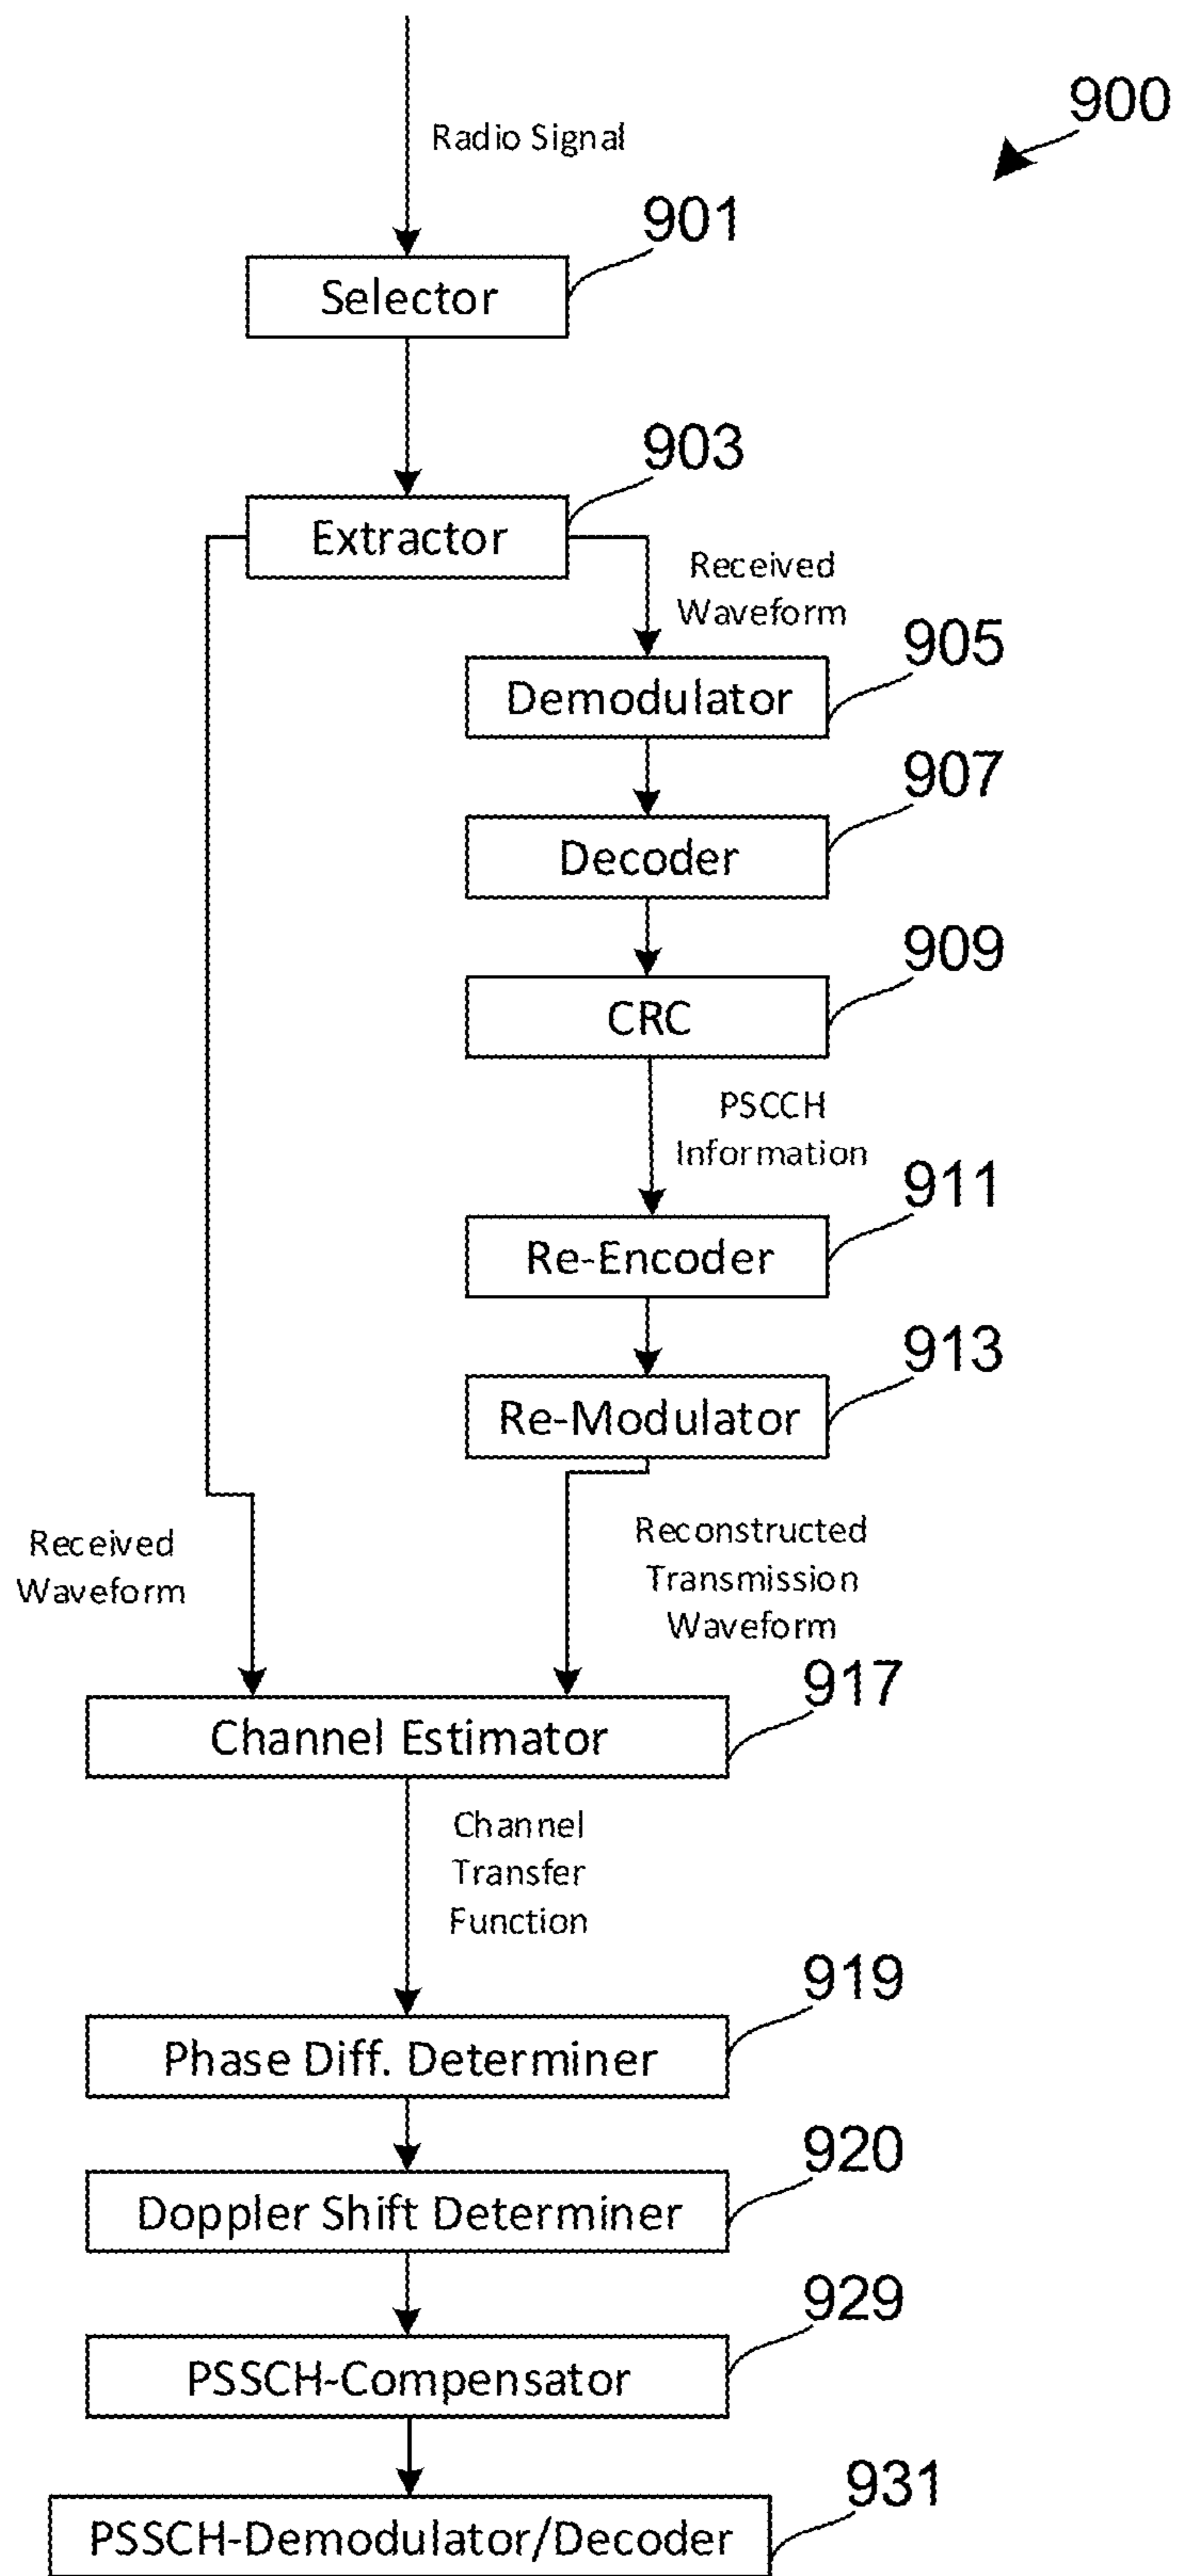 900
Radio Signal
901
Selector
903
Extractor
Received
Waveform
905
Demodulator
907
Decoder
909
CRC
PSCCH
Information
911
Re-Encoder
913
Re-Modulator
Received
Waveform
Reconstructed
Transmission
Waveform
917
Channel Estimator
Channel
Transfer
Function
919
Phase Diff. Determiner
920
Doppler Shift Determiner
929
PSSCH-Compensator
931
PSSCH-Demodulator/Decoder